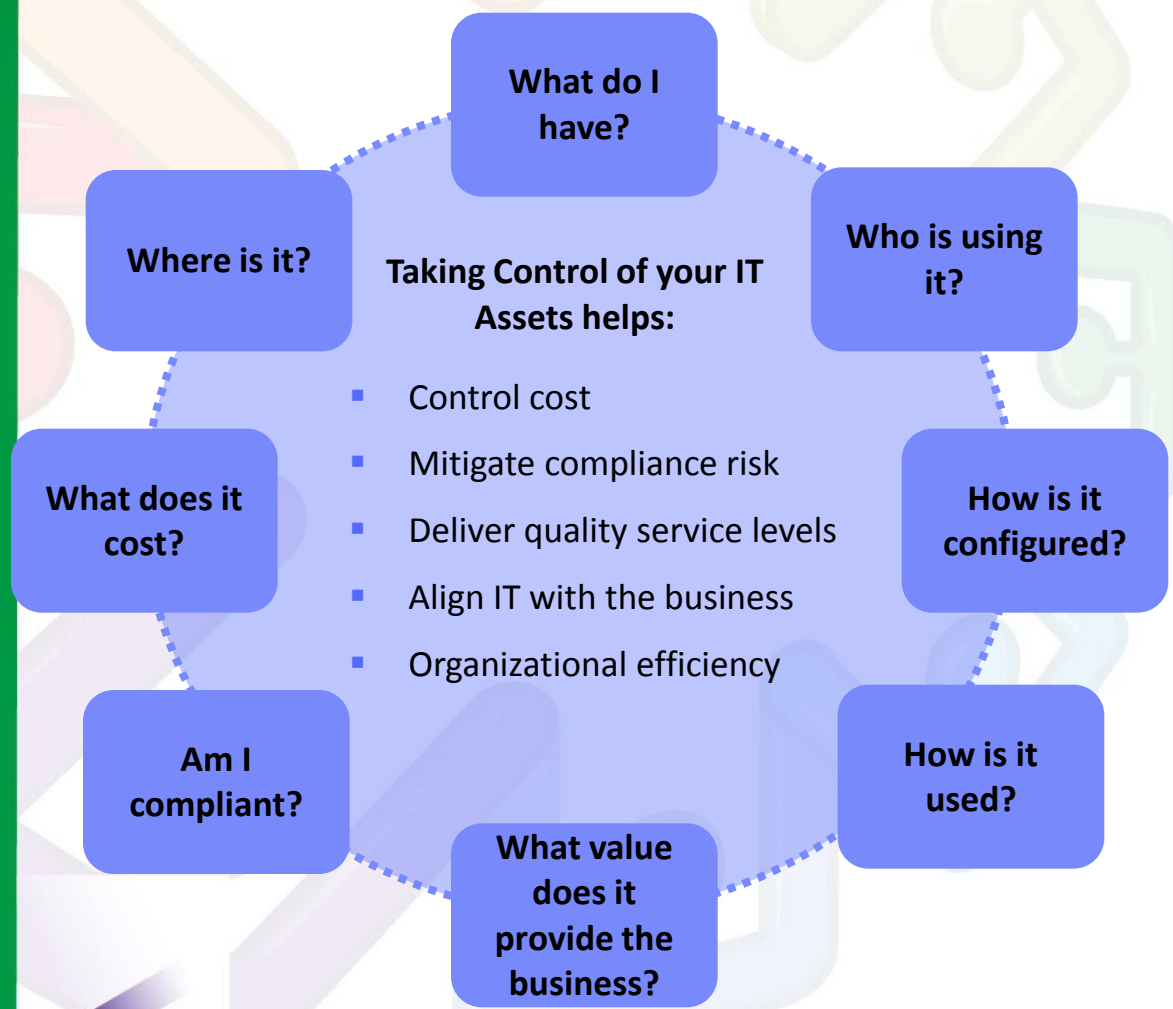 What do I
have?
Who is using
it?
How is it
configured?
How is it
used?
What value
does it
provide the
business?
Am I
compliant?
What does it
cost?
Where is it?
Taking Control of your IT
Assets helps:
▪ Control cost
▪ Mitigate compliance risk
▪ Deliver quality service levels
▪ Align IT with the business
▪ Organizational efficiency